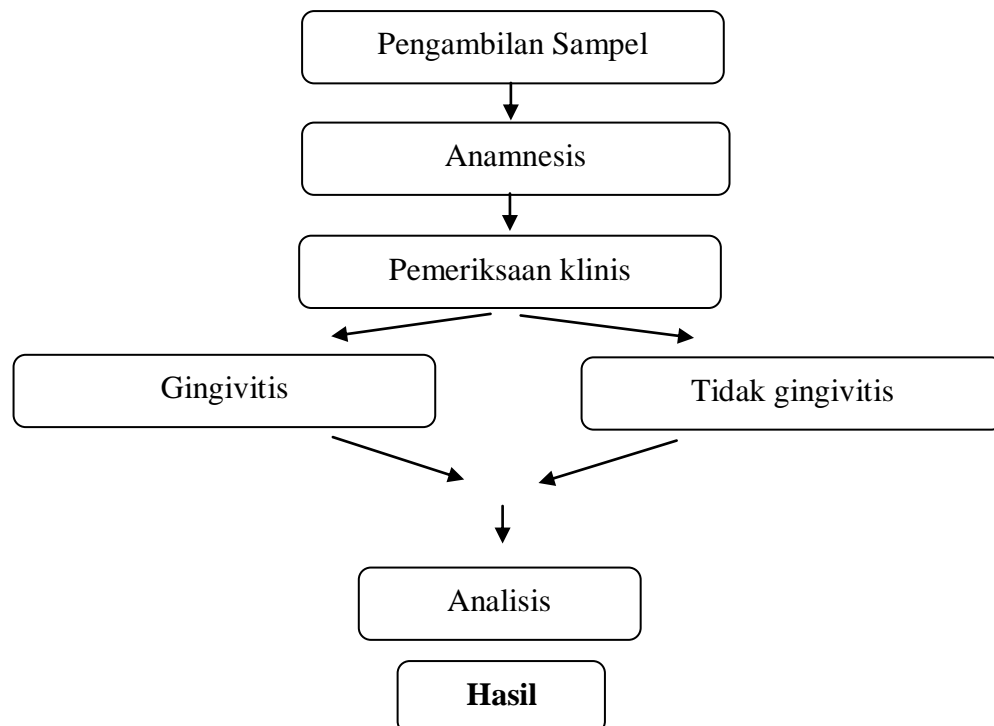 Pengambilan Sampel
Anamnesis
Pemeriksaan klinis
Gingivitis
Tidak gingivitis
Analisis
Hasil